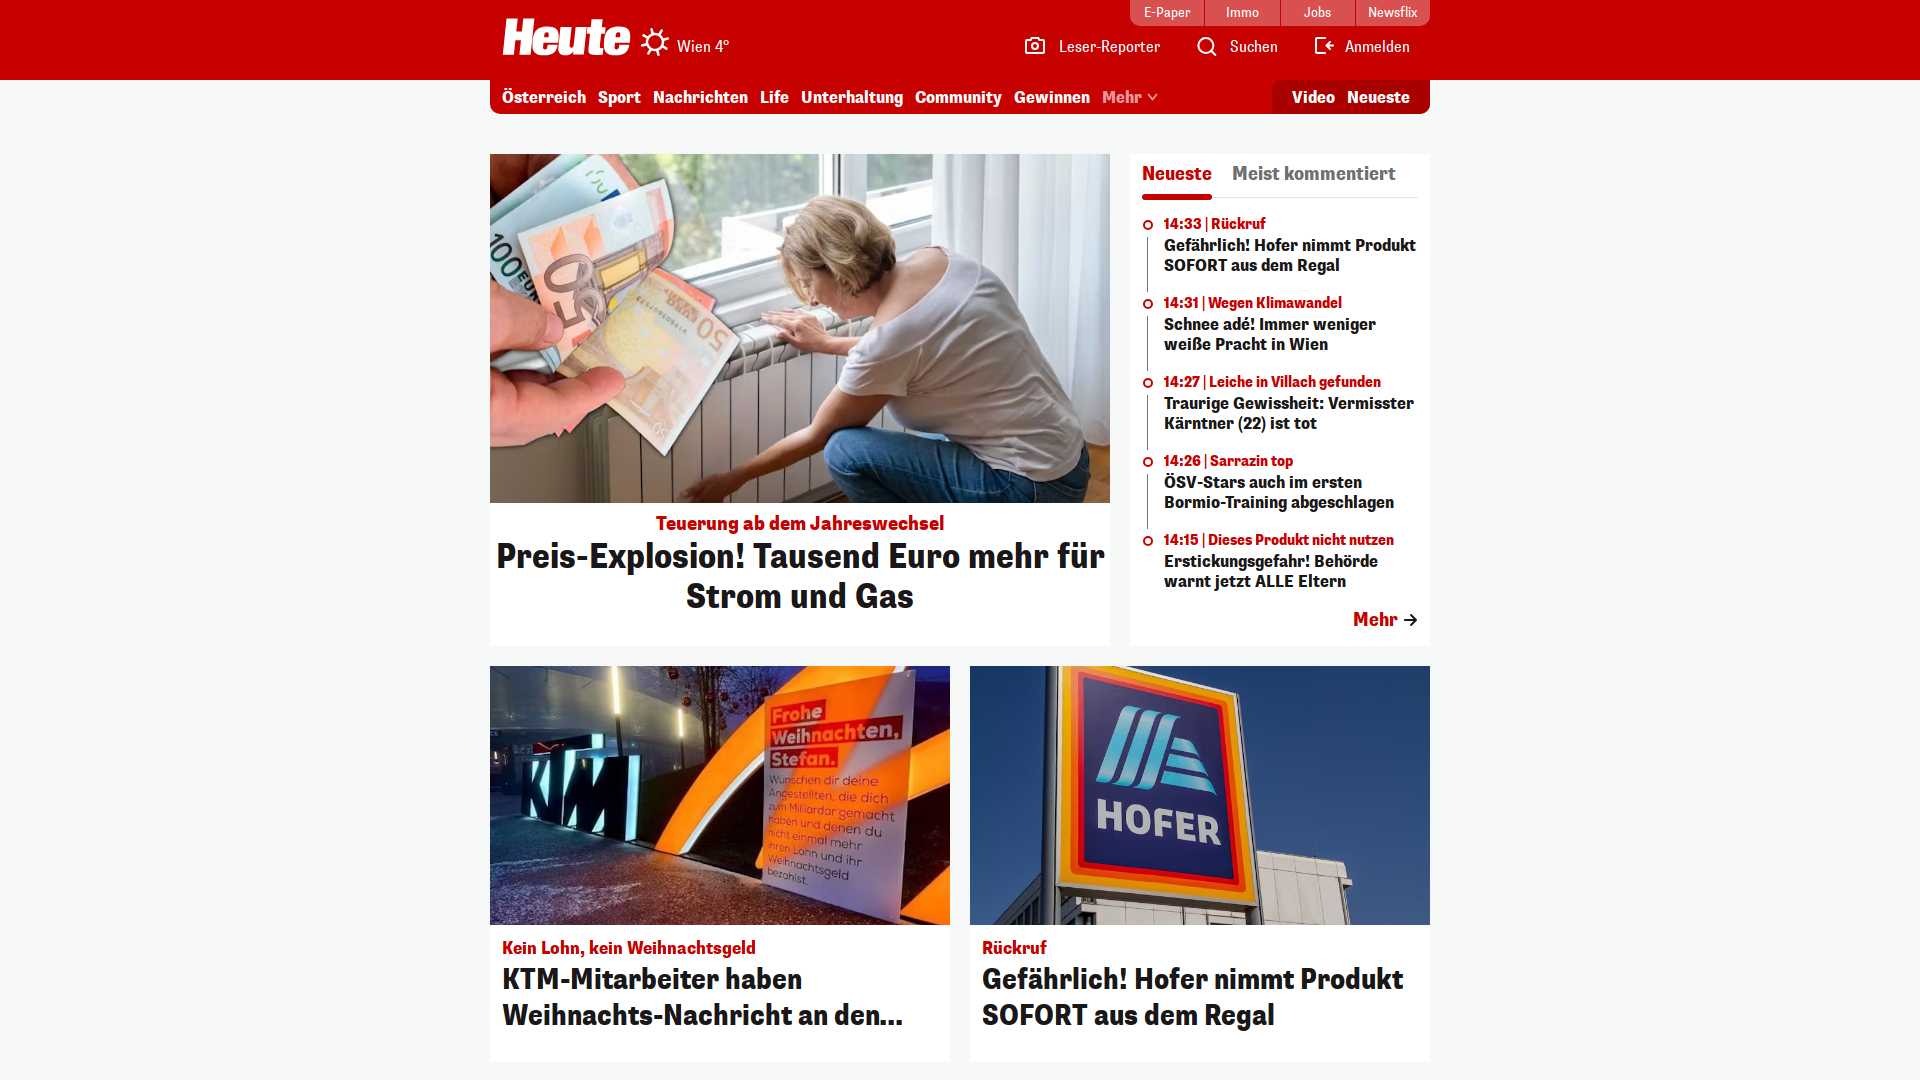 E-Paper
Immo
Jobs
Newsflix
Heute
Wien 4°
Leser-Reporter
Suchen
Anmelden
Österreich
Sport
Nachrichten
Life
Unterhaltung
Community
Gewinnen
Mehr
Video
Neueste
100 EURO
50
50
50
Teuerung ab dem Jahreswechsel
Preis-Explosion! Tausend Euro mehr für
Strom und Gas
Neueste
Meist kommentiert
14:33 | Rückruf
Gefährlich! Hofer nimmt Produkt
SOFORT aus dem Regal
14:31 | Wegen Klimawandel
Schnee adé! Immer weniger
weiße Pracht in Wien
14:27 | Leiche in Villach gefunden
Traurige Gewissheit: Vermisster
Kärntner (22) ist tot
14:26 | Sarrazin top
ÖSV-Stars auch im ersten
Bormio-Training abgeschlagen
14:15 | Dieses Produkt nicht nutzen
Erstickungsgefahr! Behörde
warnt jetzt ALLE Eltern
Mehr
KTM
Frohe
Weihnachten,
Stefan.
Wünschen dir deine
Angestellten, die dich
zum Milliardär gemacht
haben und denen du
nicht einmal mehr
ihren Lohn und ihr
Weihnachtsgeld
bezahlst.
Kein Lohn, kein Weihnachtsgeld
KTM-Mitarbeiter haben
Weihnachts-Nachricht an den...
HOFER
Rückruf
Gefährlich! Hofer nimmt Produkt
SOFORT aus dem Regal